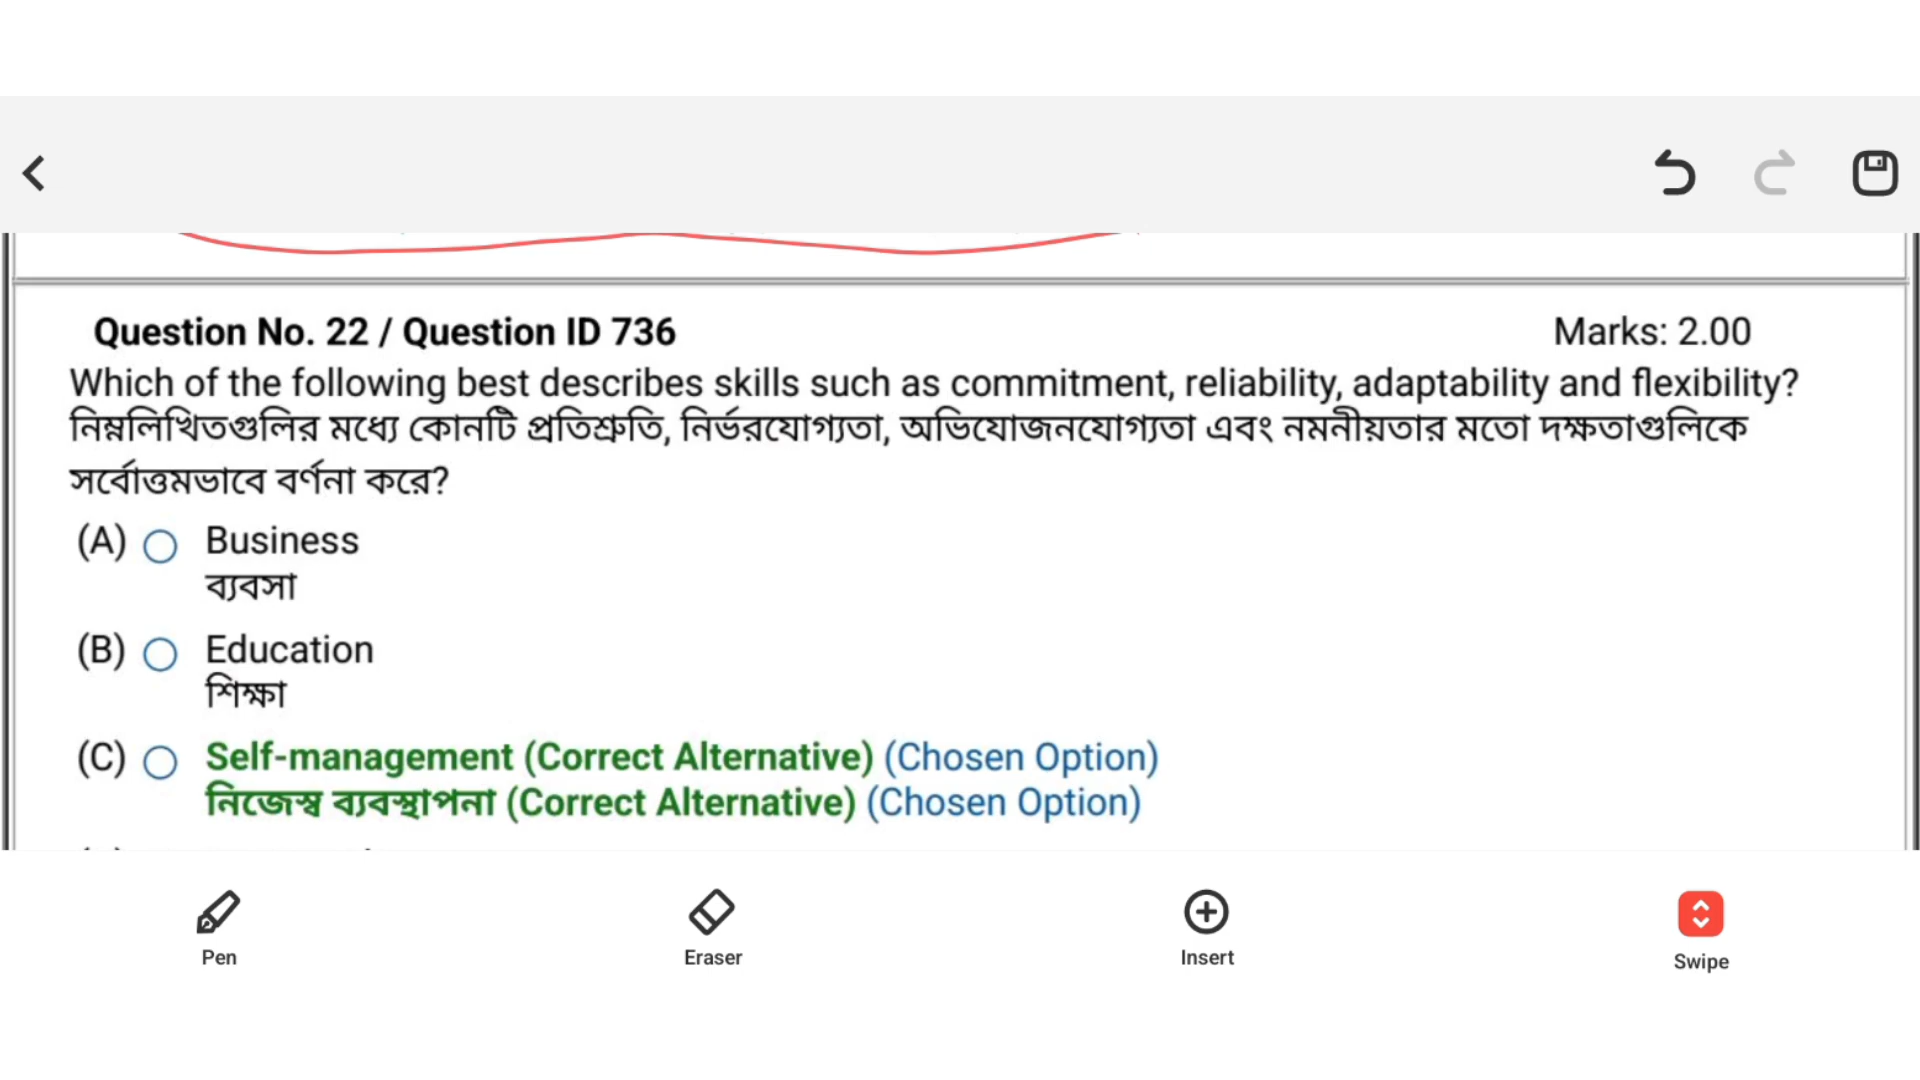 Question No. 22 / Question ID 736
Marks: 2.00
Which of the following best describes skills such as commitment, reliability, adaptability and flexibility?
নিম্নলিখিতগুলির মধ্যে কোনটি প্রতিশ্রুতি, নির্ভরযোগ্যতা, অভিযোজনযোগ্যতা এবং নমনীয়তার মতো দক্ষতাগুলিকে
সর্বোত্তমভাবে বর্ণনা করে?
(A) Business
ব্যবসা
(B) Education
শিক্ষা
(C) Self-management (Correct Alternative) (Chosen Option)
নিজেস্ব ব্যবস্থাপনা (Correct Alternative) (Chosen Option)
Pen
Eraser
Insert
Swipe